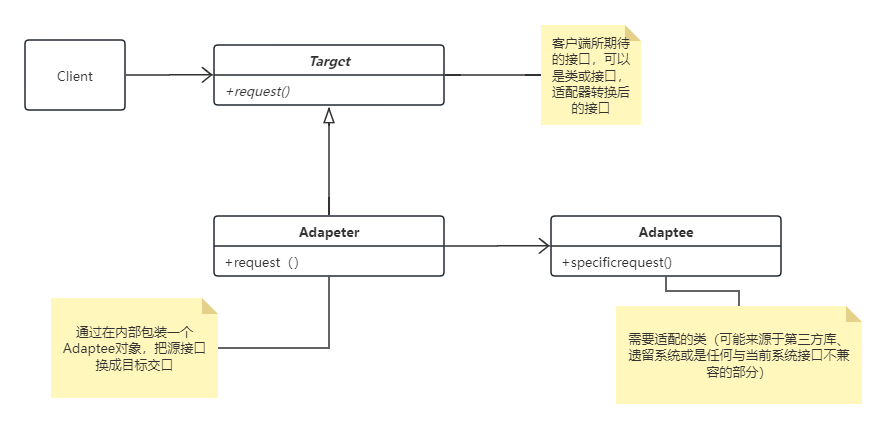 Client
Target
+request()
客户端所期待
的接口，可以
是类或接口，
适配器转换后
的接口
Adapeter
+request（）
Adaptee
+specificrequest()
通过在内部包装一个
Adaptee对象，把源接口
换成目标交口
需要适配的类（可能来源于第三方库、
遗留系统或是任何与当前系统接口不兼
容的部分）